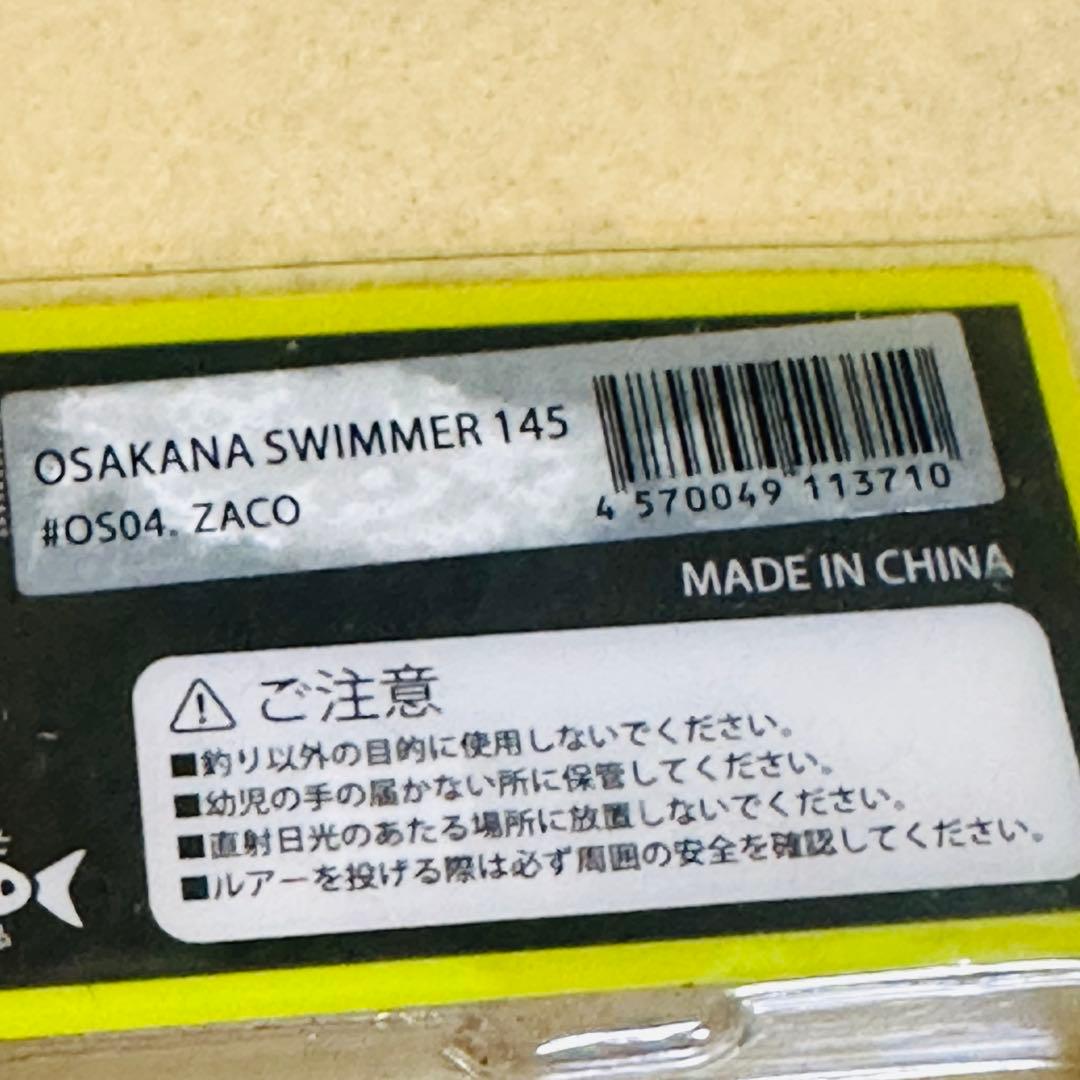 OSAKANA SWIMMER 145
#OS04. ZACO
4 570049 113710
MADE IN CHINA
ご注意
■釣り以外の目的に使用しないでください。
■幼児の手の届かない所に保管してください。
■直射日光のあたる場所に放置しないでください。
■ルアーを投げる際は必ず周囲の安全を確認してください。